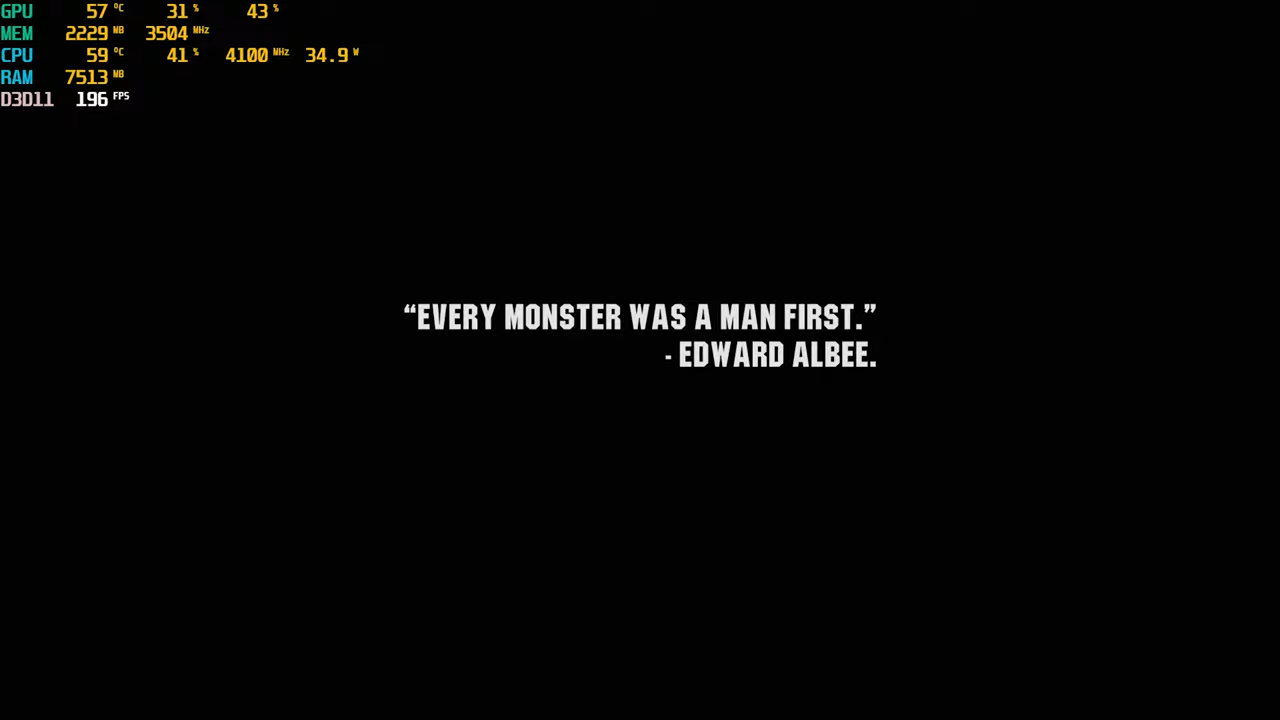 GPU 57 °C 31 % 43 %
MEM 2229 MB 3504 MHz
CPU 59 °C 41 % 4100 MHz 34.9 W
RAM 7513 MB
D3D11 196 FPS
“EVERY MONSTER WAS A MAN FIRST.”
- EDWARD ALBEE.